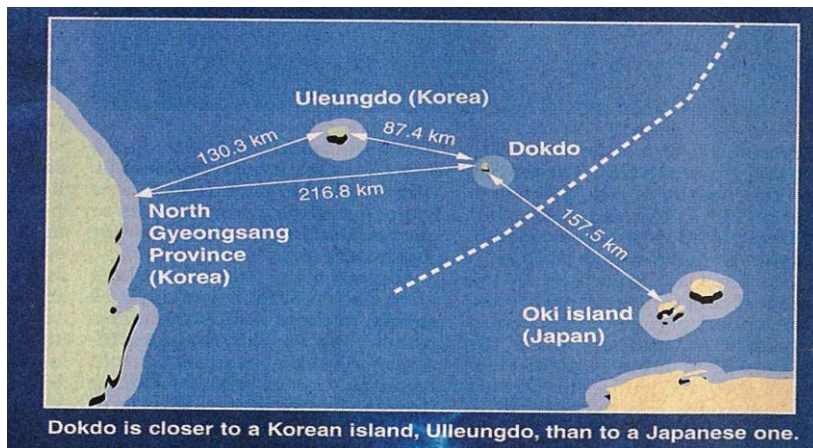 Uleungdo (Korea)
130.3 km
87.4 km
Dokdo
216.8 km
North
Gyeongsang
Province
(Korea)
157.5 km
Oki island
(Japan)
Dokdo is closer to a Korean island, Ulleungdo, than to a Japanese one.